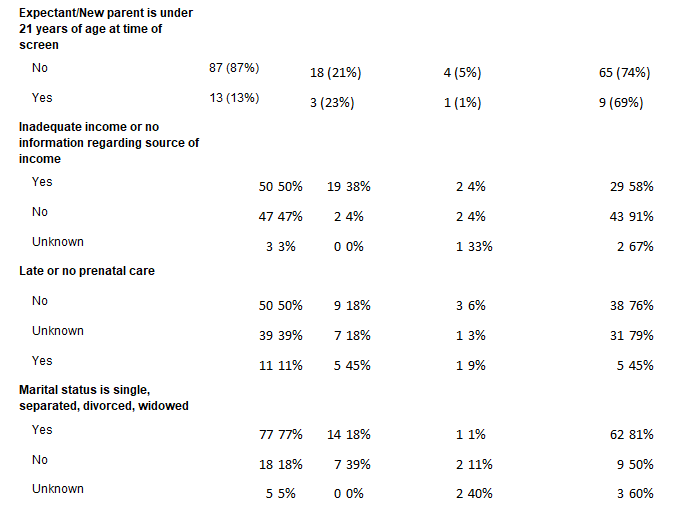 Expectant/New parent is under
21 years of age at time of
screen
No 87 (87%) 18 (21%) 4 (5%) 65 (74%)
Yes 13 (13%) 3 (23%) 1 (1%) 9 (69%)
Inadequate income or no
information regarding source of
income
Yes 50 50% 19 38% 2 4% 29 58%
No 47 47% 2 4% 2 4% 43 91%
Unknown 3 3% 0 0% 1 33% 2 67%
Late or no prenatal care
No 50 50% 9 18% 3 6% 38 76%
Unknown 39 39% 7 18% 1 3% 31 79%
Yes 11 11% 5 45% 1 9% 5 45%
Marital status is single,
separated, divorced, widowed
Yes 77 77% 14 18% 1 1% 62 81%
No 18 18% 7 39% 2 11% 9 50%
Unknown 5 5% 0 0% 2 40% 3 60%